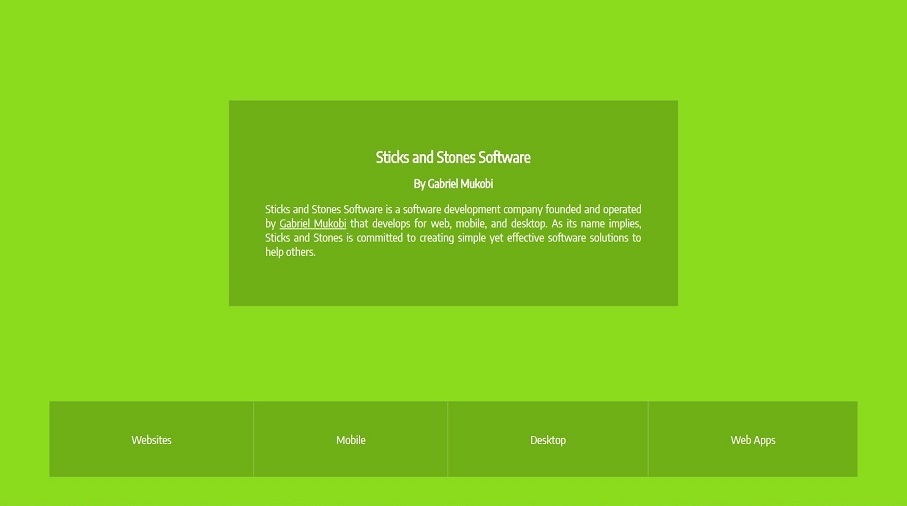 Sticks and Stones Software
By Gabriel Mukobi
Sticks and Stones Software is a software development company founded and operated
by Gabriel Mukobi that develops for web, mobile, and desktop. As its name implies,
Sticks and Stones is committed to creating simple yet effective software solutions to
help others.
Websites
Mobile
Desktop
Web Apps